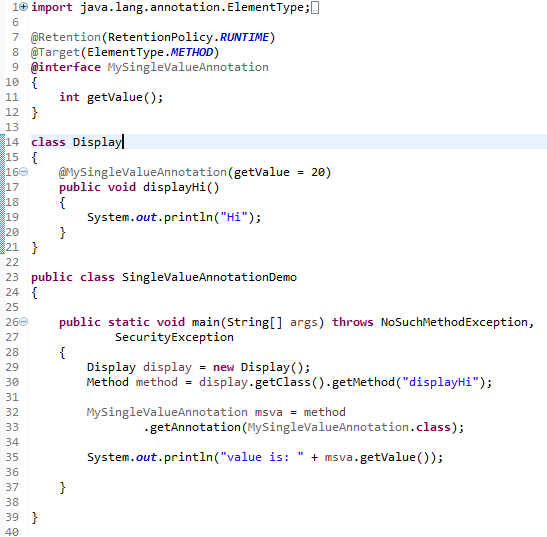 1 import java.lang.annotation.ElementType;
6
7 @Retention(RetentionPolicy.RUNTIME)
8 @Target(ElementType.METHOD)
9 @interface MySingleValueAnnotation
10 {
11     int getValue();
12 }
13
14 class Display
15 {
16     @MySingleValueAnnotation(getValue = 20)
17     public void displayHi()
18     {
19         System.out.println("Hi");
20     }
21 }
22
23 public class SingleValueAnnotationDemo
24 {
25
26     public static void main(String[] args) throws NoSuchMethodException,
27             SecurityException
28     {
29         Display display = new Display();
30         Method method = display.getClass().getMethod("displayHi");
31
32         MySingleValueAnnotation msva = method
33                 .getAnnotation(MySingleValueAnnotation.class);
34
35         System.out.println("value is: " + msva.getValue());
36
37     }
38
39 }
40